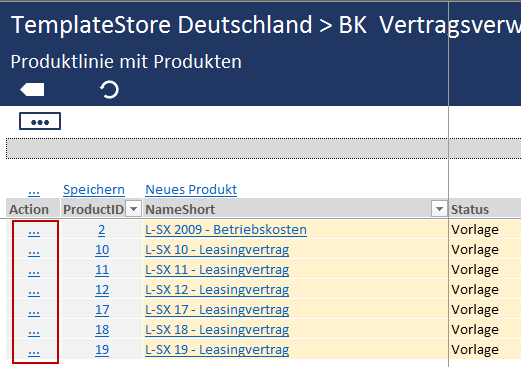 TemplateStore Deutschland > BK Vertragsverw
Produktlinie mit Produkten
...
... Speichern Neues Produkt
Action ProductID NameShort Status
... 2 L-SX 2009 - Betriebskosten Vorlage
... 10 L-SX 10 - Leasingvertrag Vorlage
... 11 L-SX 11 - Leasingvertrag Vorlage
... 12 L-SX 12 - Leasingvertrag Vorlage
... 17 L-SX 17 - Leasingvertrag Vorlage
... 18 L-SX 18 - Leasingvertrag Vorlage
... 19 L-SX 19 - Leasingvertrag Vorlage